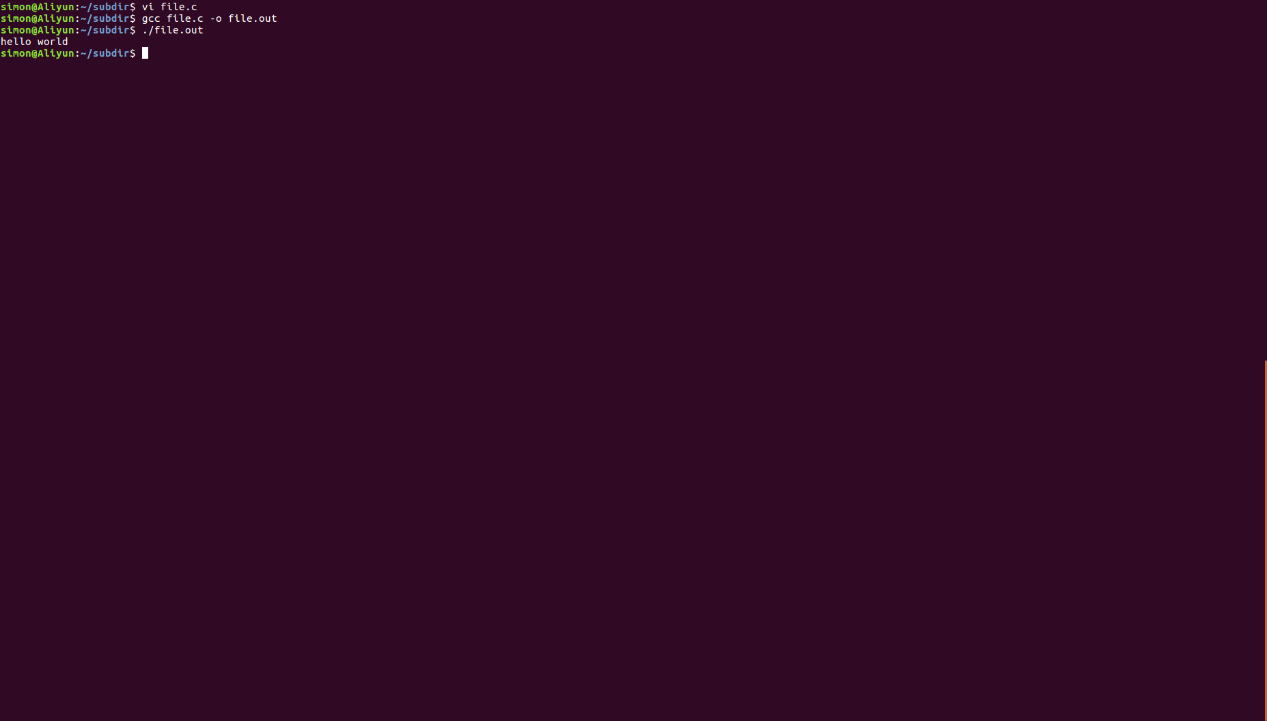 simon@Aliyun:~/subdir$ vi file.c
simon@Aliyun:~/subdir$ gcc file.c -o file.out
simon@Aliyun:~/subdir$ ./file.out
hello world
simon@Aliyun:~/subdir$